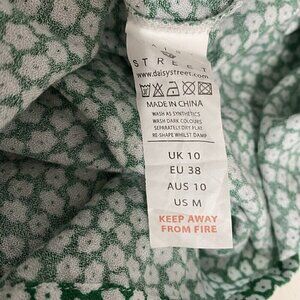 STREET
www.daisystreet.com
MADE IN CHINA
WASH AS SYNTHETICS
WASH DARK COLOURS
SEPARATELY DRY FLAT
RE-SHAPE WHILST DAMP
UK 10
EU 38
AUS 10
US M
KEEP AWAY
FROM FIRE